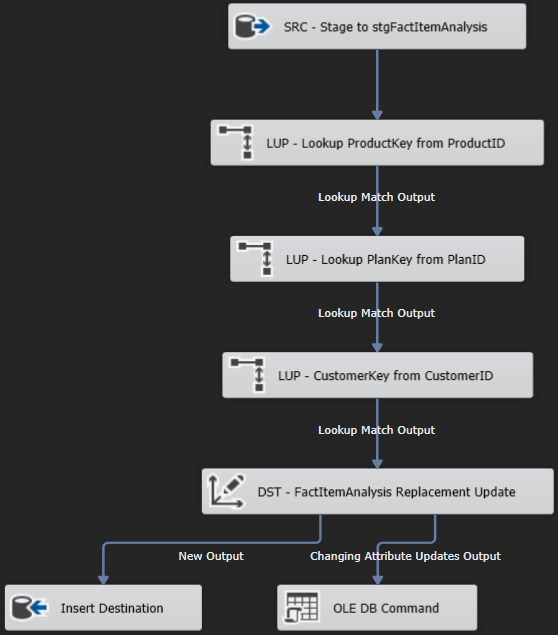 SRC - Stage to stgFactItemAnalysis
LUP - Lookup ProductKey from ProductID
Lookup Match Output
LUP - Lookup PlanKey from PlanID
Lookup Match Output
LUP - CustomerKey from CustomerID
Lookup Match Output
DST - FactItemAnalysis Replacement Update
New Output
Changing Attribute Updates Output
Insert Destination
OLE DB Command